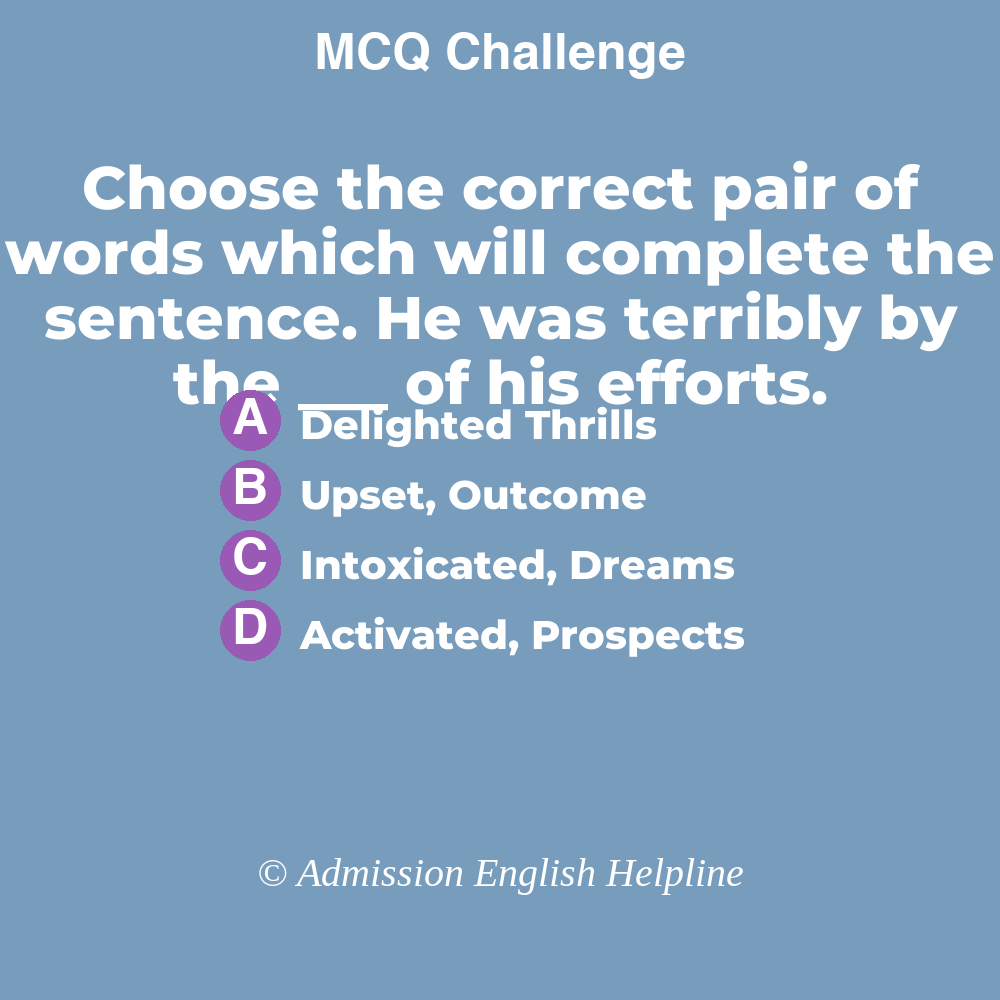 MCQ Challenge
Choose the correct pair of
words which will complete the
sentence. He was terribly by
the ___ of his efforts.
A Delighted Thrills
B Upset, Outcome
C Intoxicated, Dreams
D Activated, Prospects
© Admission English Helpline